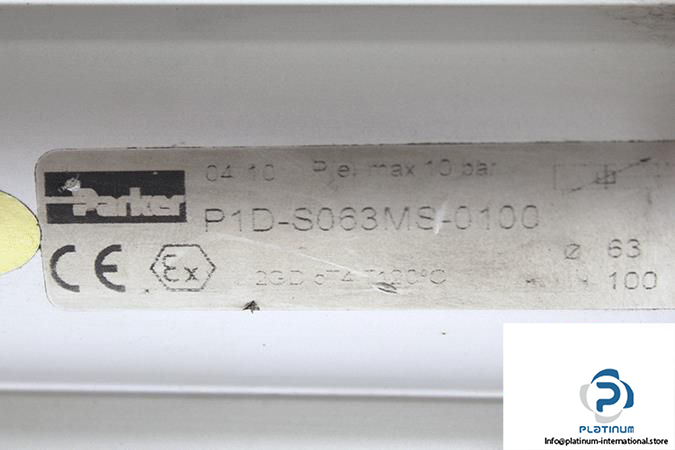 Parker
04 10 max 10 bar
P1D-S063MS-0100
CE Ex 2GD T120°C
Ø 63
100
PLATINUM
Info@platinum-international.store